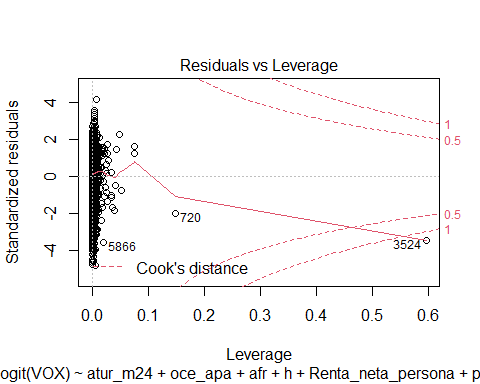 Residuals vs Leverage
Standardized residuals
4
2
0
-2
-4
1
0.5
0.5
1
720
3524
5866
Cook's distance
0.0 0.1 0.2 0.3 0.4 0.5 0.6
Leverage
ogit(VOX) ~ atur_m24 + oce_apa + afr + h + Renta_neta_persona + p